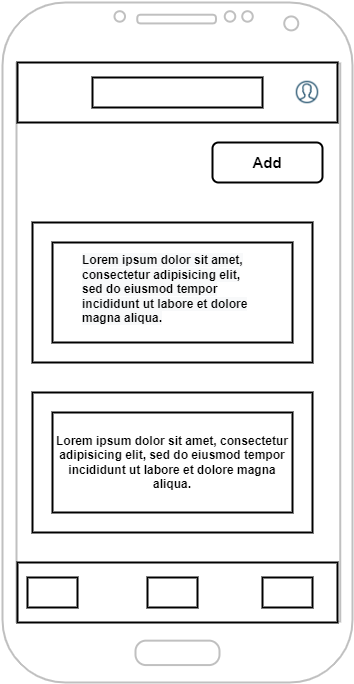 Add
Lorem ipsum dolor sit amet,
consectetur adipisicing elit,
sed do eiusmod tempor
incididunt ut labore et dolore
magna aliqua.
Lorem ipsum dolor sit amet, consectetur
adipisicing elit, sed do eiusmod tempor
incididunt ut labore et dolore magna
aliqua.